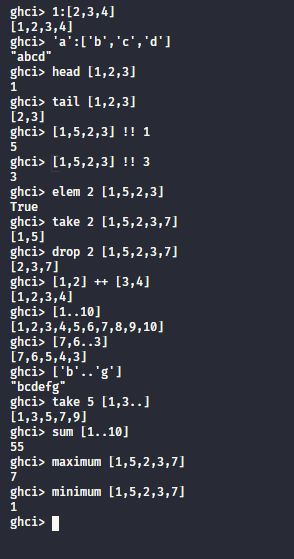 ghci> 1:[2,3,4]
[1,2,3,4]
ghci> 'a':['b','c','d']
"abcd"
ghci> head [1,2,3]
1
ghci> tail [1,2,3]
[2,3]
ghci> [1,5,2,3] !! 1
5
ghci> [1,5,2,3] !! 3
3
ghci> elem 2 [1,5,2,3]
True
ghci> take 2 [1,5,2,3,7]
[1,5]
ghci> drop 2 [1,5,2,3,7]
[2,3,7]
ghci> [1,2] ++ [3,4]
[1,2,3,4]
ghci> [1..10]
[1,2,3,4,5,6,7,8,9,10]
ghci> [7,6..3]
[7,6,5,4,3]
ghci> ['b'..'g']
"bcdefg"
ghci> take 5 [1,3..]
[1,3,5,7,9]
ghci> sum [1..10]
55
ghci> maximum [1,5,2,3,7]
7
ghci> minimum [1,5,2,3,7]
1
ghci>